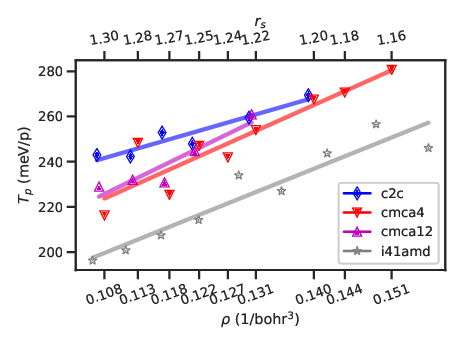 r_s
1.30 1.28 1.27 1.25 1.24 1.22 1.20 1.18 1.16
280
260
240
220
200
T_p (meV/p)
c2c
cmca4
cmca12
i41amd
0.108 0.113 0.118 0.122 0.127 0.131 0.140 0.144 0.151
ρ (1/bohr³)